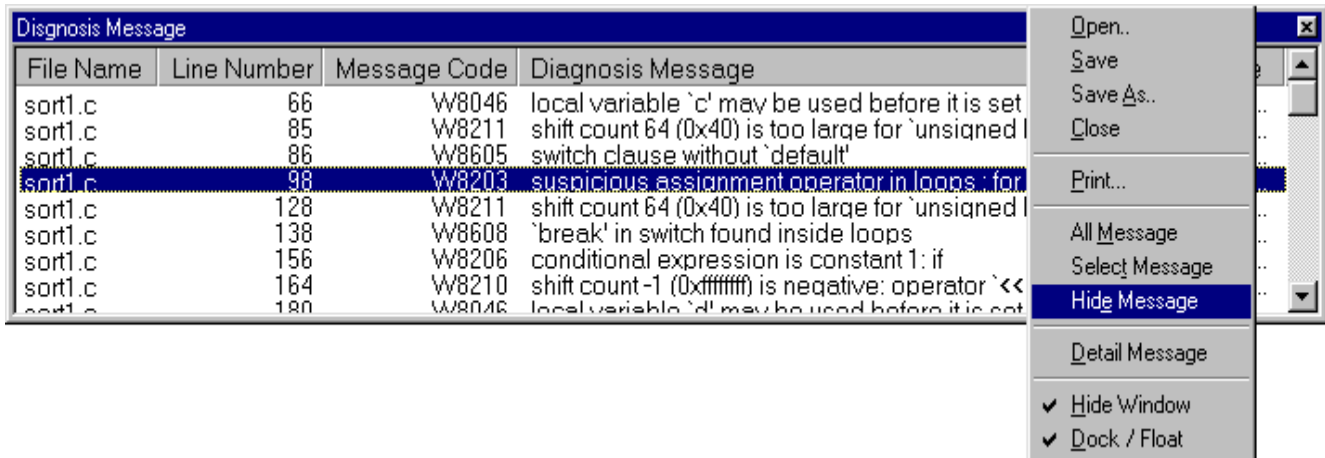 Disgnosis Message
File Name Line Number Message Code Diagnosis Message
sort1.c 66 W8046 local variable `c' may be used before it is set
sort1.c 85 W8211 shift count 64 (0x40) is too large for `unsigned
sort1.c 86 W8605 switch clause without `default'
sort1.c 98 W8203 suspicious assignment operator in loops : for
sort1.c 128 W8211 shift count 64 (0x40) is too large for `unsigned
sort1.c 138 W8608 `break' in switch found inside loops
sort1.c 156 W8206 conditional expression is constant 1: if
sort1.c 164 W8210 shift count -1 (0xffffffff) is negative: operator `<<
sort1.c 180 W8046 local variable `d' may be used before it is set
Open..
Save
Save As..
Close
Print...
All Message
Select Message
Hide Message
Detail Message
Hide Window
Dock / Float